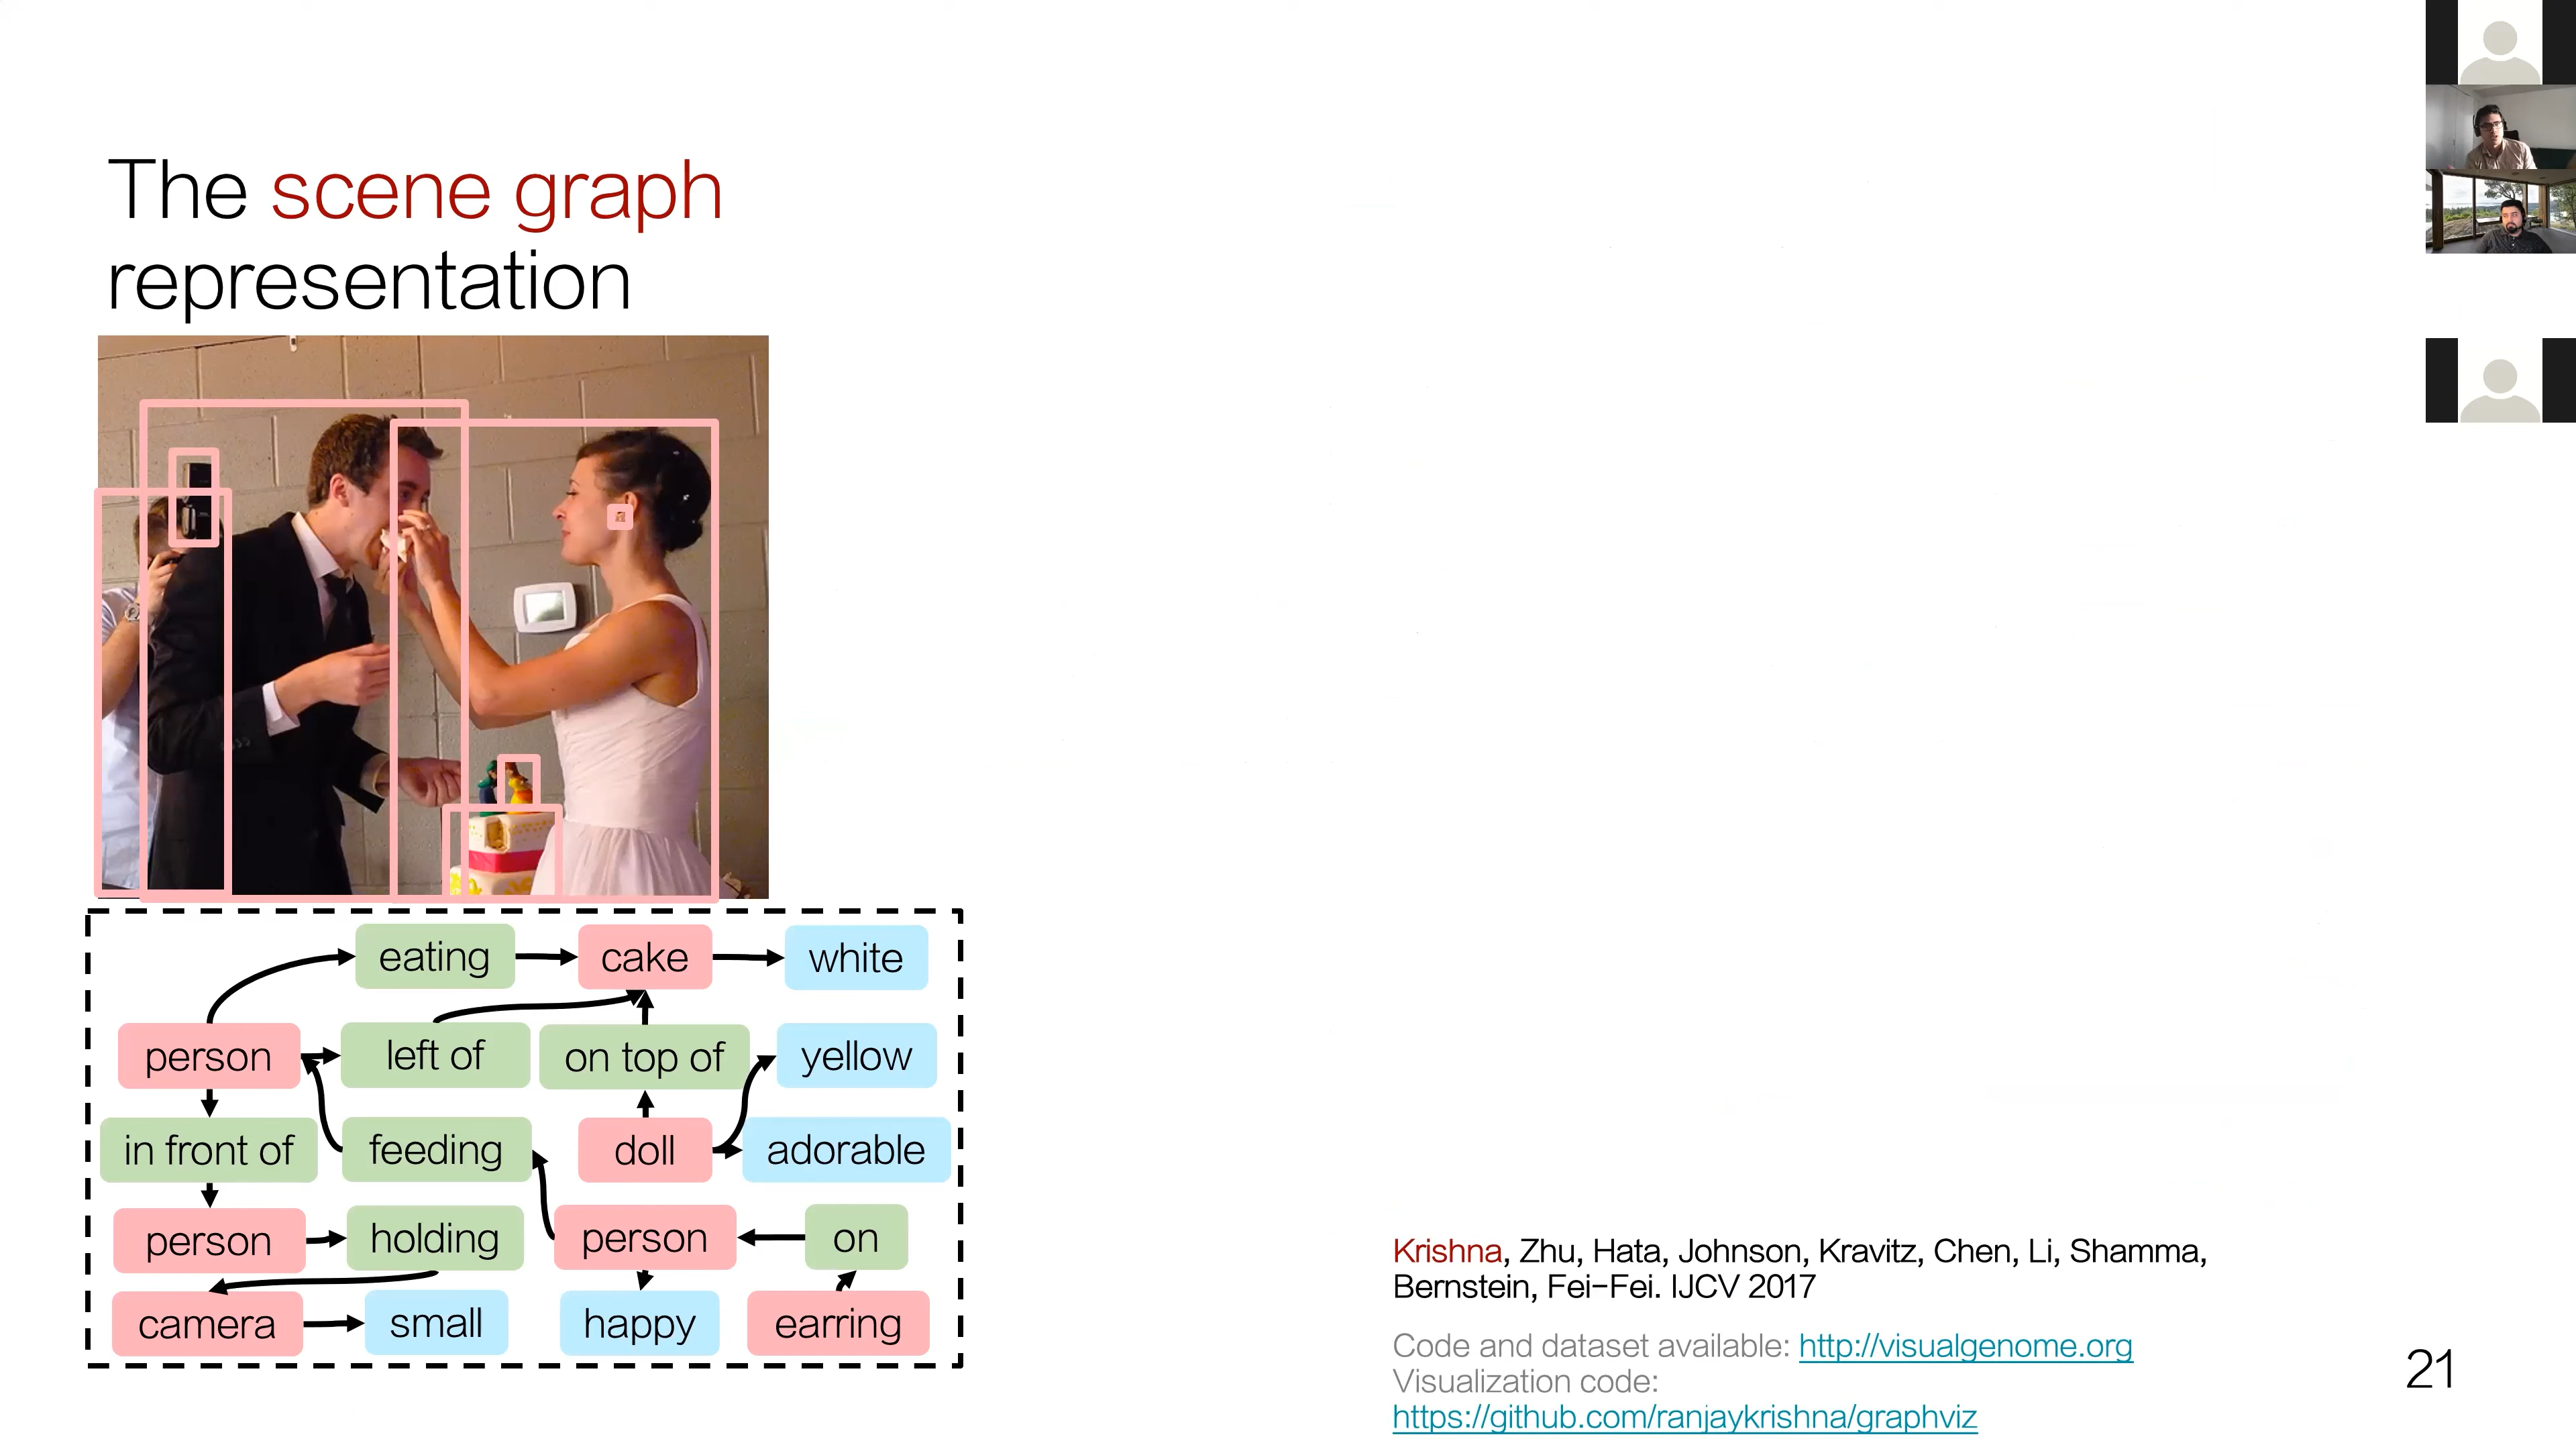 The scene graph
representation
eating cake white
person left of on top of yellow
in front of feeding doll adorable
person holding person on
camera small happy earring
Krishna, Zhu, Hata, Johnson, Kravitz, Chen, Li, Shamma,
Bernstein, Fei-Fei. IJCV 2017
Code and dataset available: http://visualgenome.org
Visualization code:
https://github.com/ranjaykrishna/graphviz
21